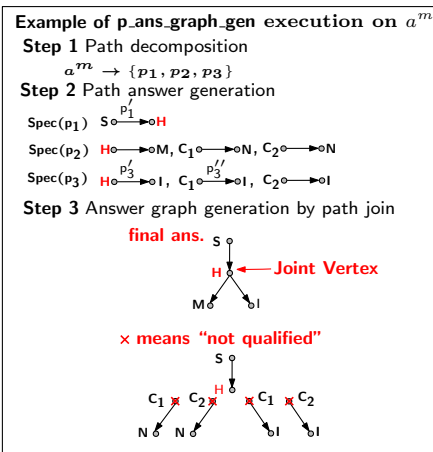 Example of p_ans_graph_gen execution on a^m
Step 1 Path decomposition
a^m → {p₁, p₂, p₃}
Step 2 Path answer generation
p₁′
Spec(p₁) S H
Spec(p₂) H M, C₁ N, C₂ N
p₃′ p₃′′
Spec(p₃) H I, C₁ I, C₂ I
Step 3 Answer graph generation by path join
final ans. S
H Joint Vertex
M I
× means “not qualified”
S
H
C₁ C₂ C₁ C₂
N N I I